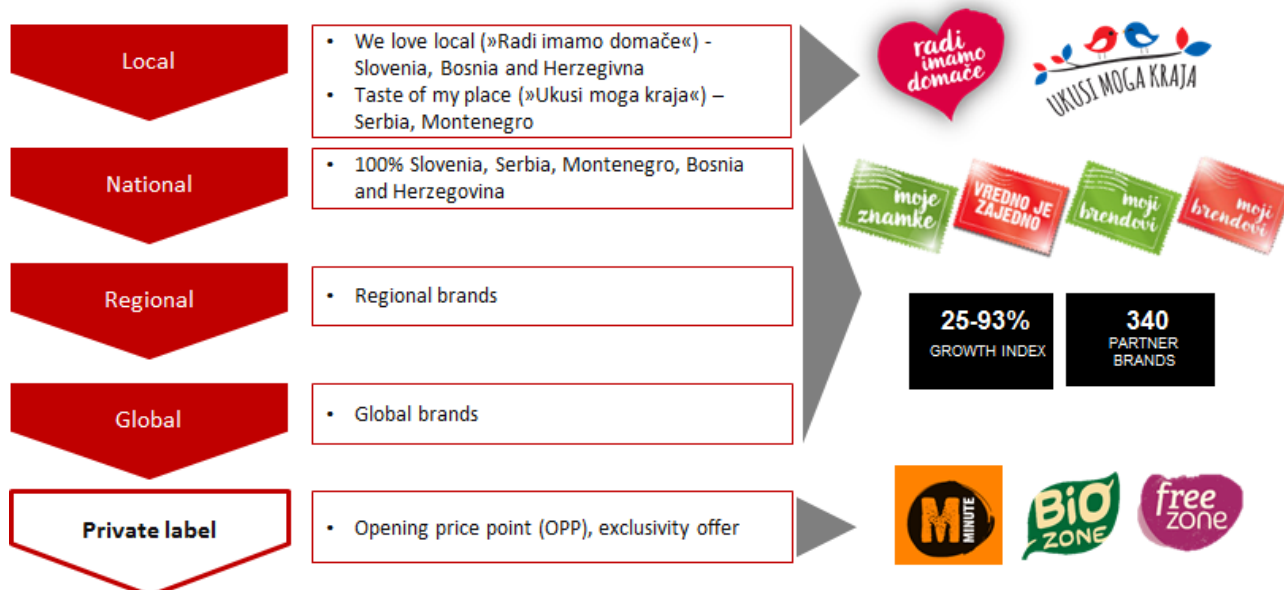 Local
• We love local (»Radi imamo domače«) -
Slovenia, Bosnia and Herzegivna
• Taste of my place (»Ukusi moga kraja«) –
Serbia, Montenegro
radi
imamo
domače
UKUSI MOGA KRAJA
National
• 100% Slovenia, Serbia, Montenegro, Bosnia
and Herzegovina
moje
znamke
VREDNO JE
ZAJEDNO
moji
brendovi
moji
brendovi
Regional
• Regional brands
25-93%
GROWTH INDEX
340
PARTNER
BRANDS
Global
• Global brands
Private label
• Opening price point (OPP), exclusivity offer
M
MINUTE
BiO
ZONE
free
zone